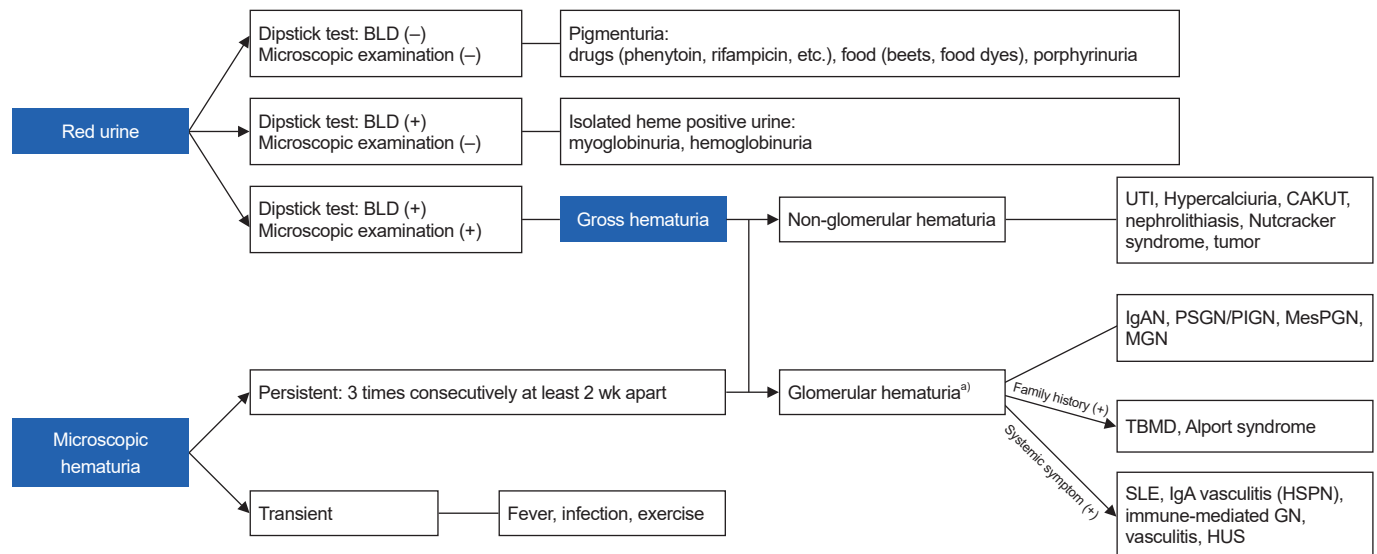 Dipstick test: BLD (–)
Microscopic examination (–)
Pigmenturia:
drugs (phenytoin, rifampicin, etc.), food (beets, food dyes), porphyrinuria
Red urine
Dipstick test: BLD (+)
Microscopic examination (–)
Isolated heme positive urine:
myoglobinuria, hemoglobinuria
Dipstick test: BLD (+)
Microscopic examination (+)
Gross hematuria
Non-glomerular hematuria
UTI, Hypercalciuria, CAKUT,
nephrolithiasis, Nutcracker
syndrome, tumor
IgAN, PSGN/PIGN, MesPGN,
MGN
Persistent: 3 times consecutively at least 2 wk apart
Glomerular hematuria a)
Family history (+)
TBMD, Alport syndrome
Microscopic
hematuria
Systemic symptom (+)
Transient
Fever, infection, exercise
SLE, IgA vasculitis (HSPN),
immune-mediated GN,
vasculitis, HUS